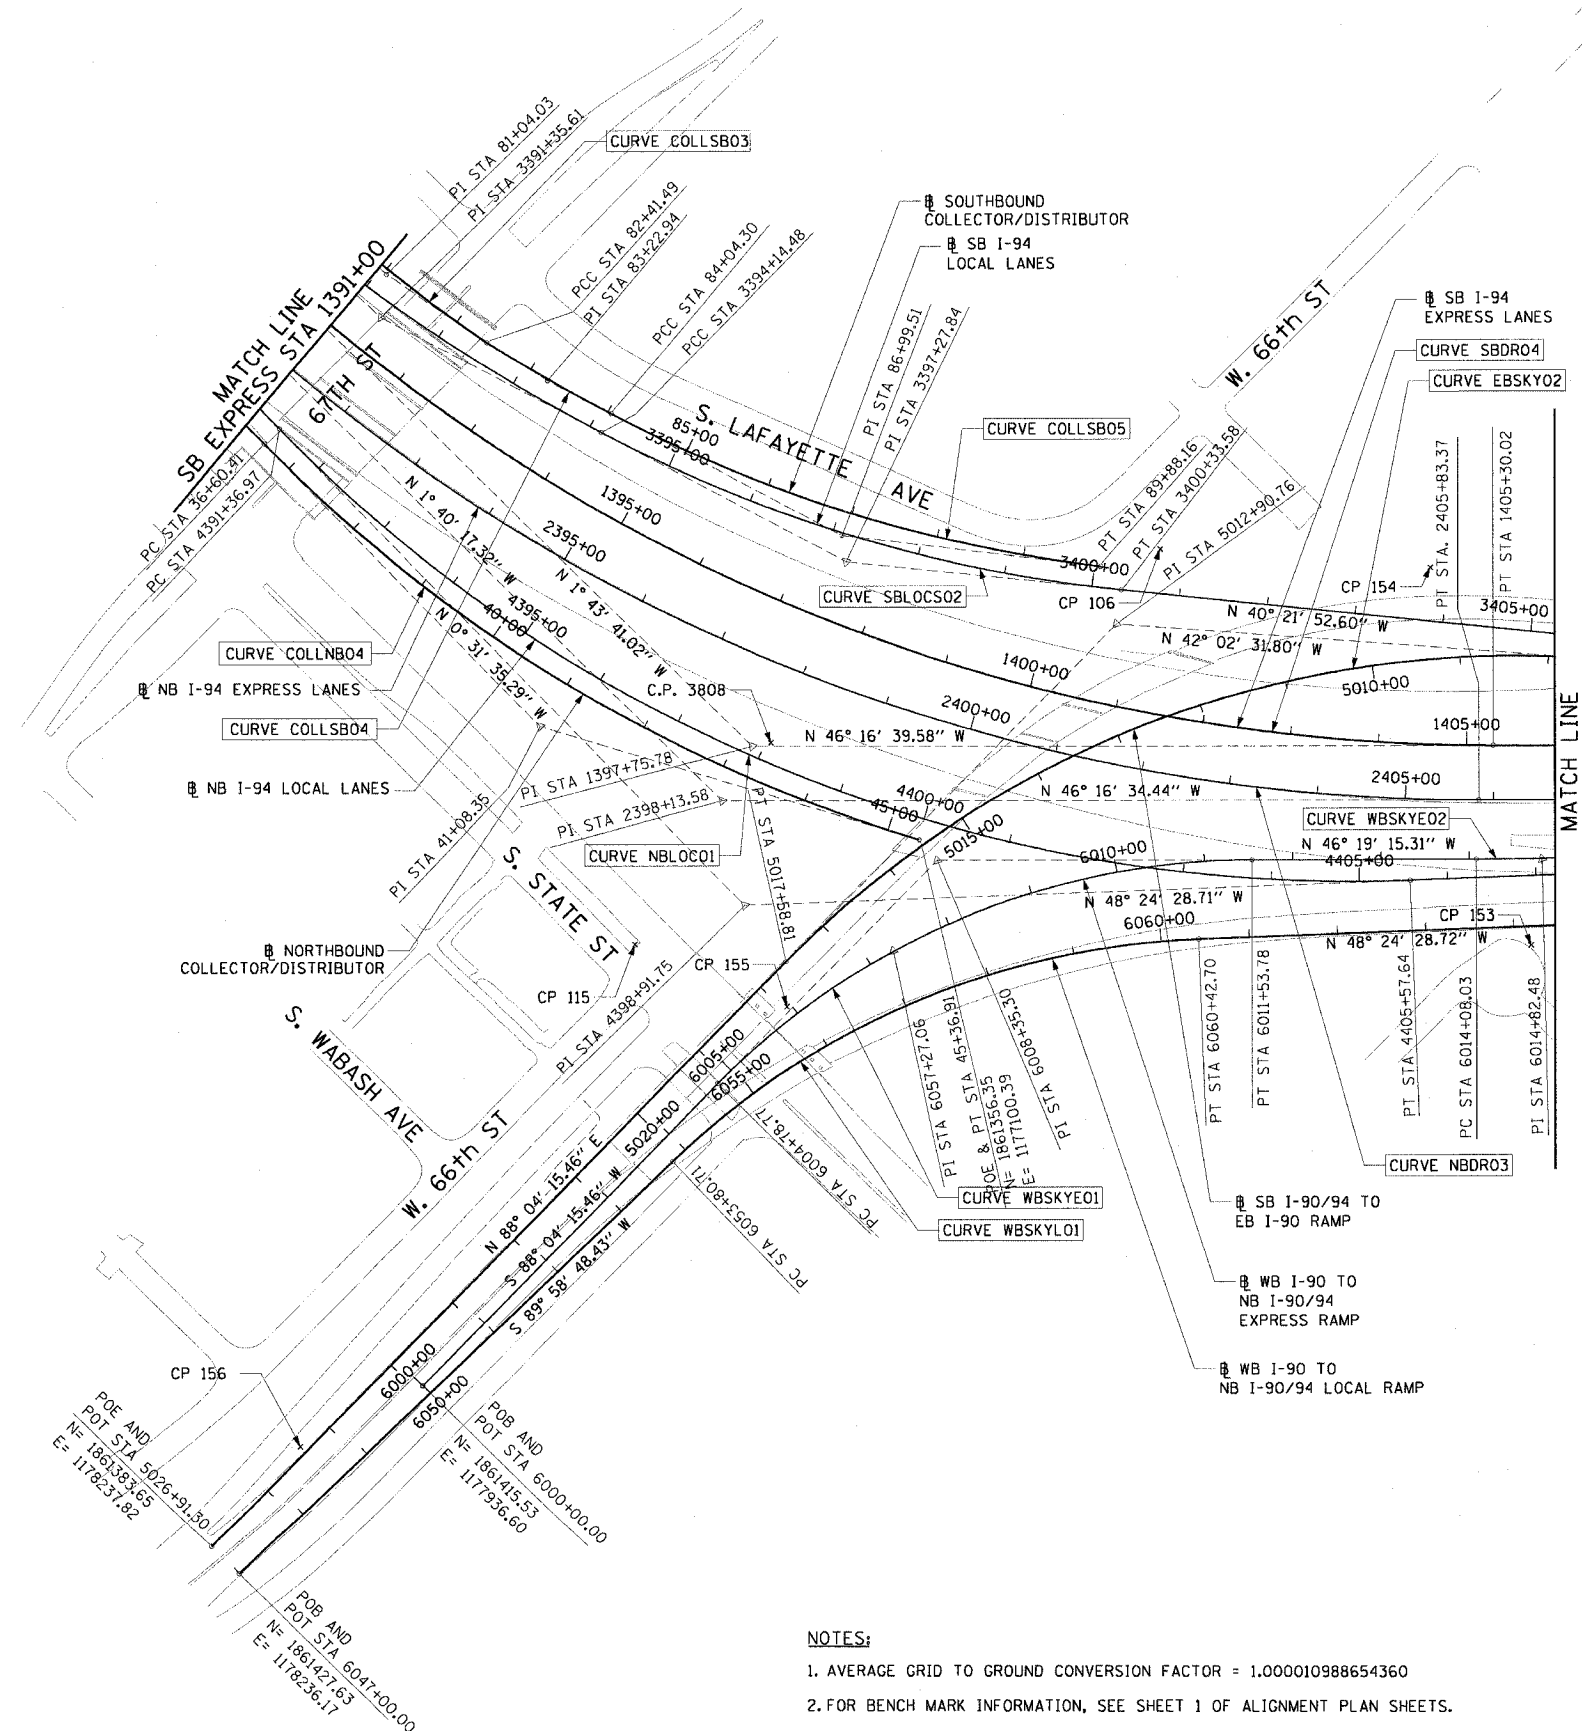 PI STA 81+04.03
PI STA 3391+35.61
CURVE COLLSB03
PCC STA 82+41.49
PI STA 83+22.94
PCC STA 84+04.30
PCC STA 3394+14.48
℄ SOUTHBOUND
COLLECTOR/DISTRIBUTOR
℄ SB I-94
LOCAL LANES
MATCH LINE
SB EXPRESS STA 1391+00
67TH ST
PI STA 86+99.51
PI STA 3397+27.84
W. 66th ST
℄ SB I-94
EXPRESS LANES
CURVE SBDR04
CURVE EBSKY02
S. LAFAYETTE AVE
85+00
3395+00
CURVE COLLSB05
PC STA 36+60.41
PC STA 4391+36.97
PT STA 89+88.16
PT STA 3400+33.58
PI STA 5012+90.76
PT STA. 2405+83.37
PT STA 1405+30.02
N 1° 40' 17.32" W
1395+00
2395+00
N 1° 43' 41.02" W
4395+00
40+00
N 0° 31' 35.29" W
3400+00
CURVE SBLOCS02
CP 106
CP 154
3405+00
N 40° 21' 52.60" W
N 42° 02' 31.80" W
CURVE COLLNB04
℄ NB I-94 EXPRESS LANES
CURVE COLLSB04
℄ NB I-94 LOCAL LANES
C.P. 3808
1400+00
2400+00
5010+00
1405+00
N 46° 16' 39.58" W
PI STA 1397+75.78
PI STA 2398+13.58
PI STA 41+08.35
4400+00
45+00
N 46° 16' 34.44" W
2405+00
MATCH LINE
CURVE NBLOC01
PT STA 5017+58.81
5015+00
6010+00
CURVE WBSKYE02
N 46° 19' 15.31" W
4405+00
S. STATE ST
N 48° 24' 28.71" W
6060+00
CP 153
N 48° 24' 28.72" W
℄ NORTHBOUND
COLLECTOR/DISTRIBUTOR
CP 115
CP 155
PI STA 4398+91.75
S. WABASH AVE
W. 66th ST
6005+00
6055+00
5020+00
PI STA 6057+27.06
POE & PT STA 45+36.91
N= 1861356.35
E= 1177100.39
PI STA 6008+35.30
PT STA 6060+42.70
PT STA 6011+53.78
PT STA 4405+57.64
PC STA 6014+08.03
PI STA 6014+82.48
PC STA 6004+78.77
PC STA 6053+80.71
N 88° 04' 15.46" E
S 88° 04' 15.46" W
S 89° 58' 48.43" W
CURVE NBDR03
CURVE WBSKYE01
CURVE WBSKYL01
℄ SB I-90/94 TO
EB I-90 RAMP
℄ WB I-90 TO
NB I-90/94
EXPRESS RAMP
℄ WB I-90 TO
NB I-90/94 LOCAL RAMP
CP 156
6000+00
6050+00
POE AND
POT STA 5026+91.30
N= 1861383.65
E= 1178237.82
POB AND
POT STA 6000+00.00
N= 1861415.53
E= 1177936.60
POB AND
POT STA 6047+00.00
N= 1861427.63
E= 1178236.17
NOTES:
1. AVERAGE GRID TO GROUND CONVERSION FACTOR = 1.000010988654360
2. FOR BENCH MARK INFORMATION, SEE SHEET 1 OF ALIGNMENT PLAN SHEETS.